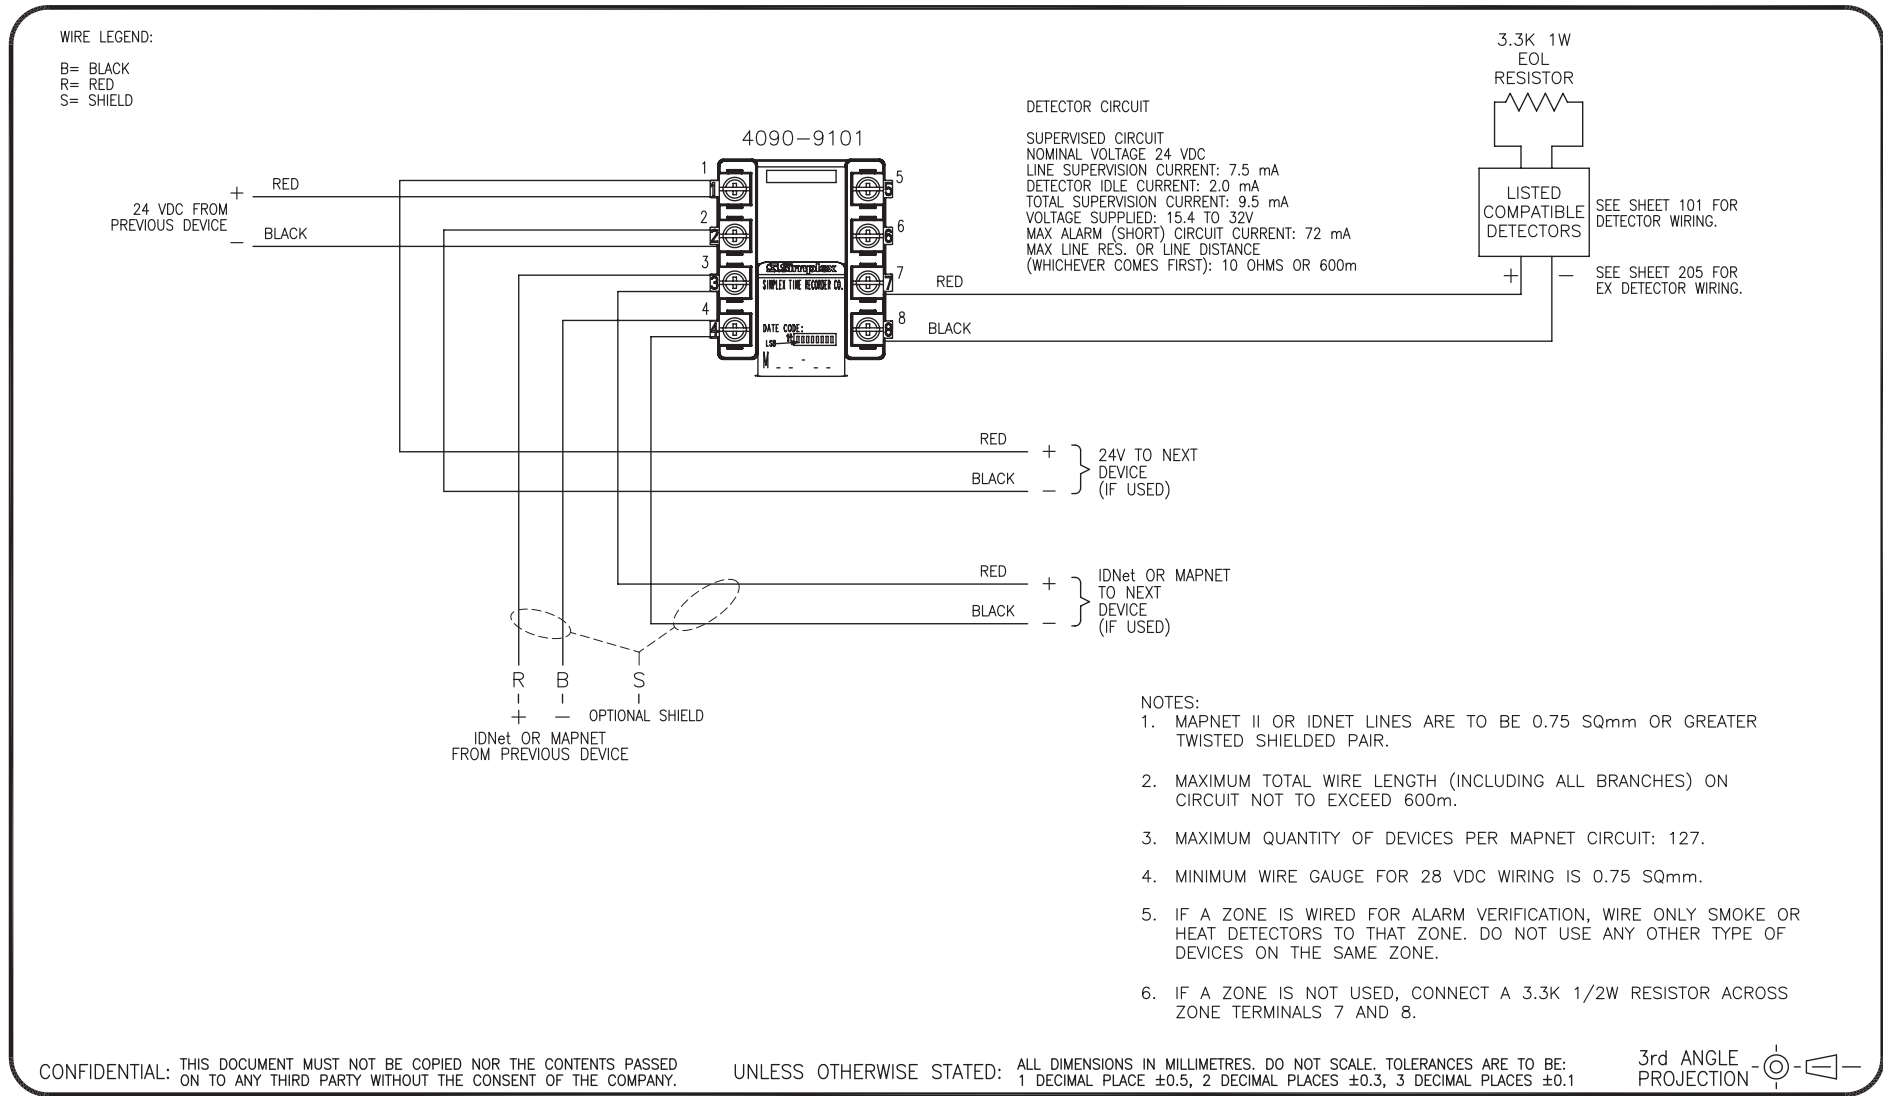 WIRE LEGEND:
B= BLACK
R= RED
S= SHIELD
3.3K 1W
EOL
RESISTOR
DETECTOR CIRCUIT
SUPERVISED CIRCUIT
NOMINAL VOLTAGE 24 VDC
LINE SUPERVISION CURRENT: 7.5 mA
DETECTOR IDLE CURRENT: 2.0 mA
TOTAL SUPERVISION CURRENT: 9.5 mA
VOLTAGE SUPPLIED: 15.4 TO 32V
MAX ALARM (SHORT) CIRCUIT CURRENT: 72 mA
MAX LINE RES. OR LINE DISTANCE
(WHICHEVER COMES FIRST): 10 OHMS OR 600m
4090-9101
1
2
3
4
5
6
7
8
1
2
3
4
5
6
7
8
Simplex
SIMPLEX TIME RECORDER CO.
DATE CODE:
LSB
M _ _ - _ _
+
RED
24 VDC FROM
PREVIOUS DEVICE
-
BLACK
LISTED
COMPATIBLE
DETECTORS
SEE SHEET 101 FOR
DETECTOR WIRING.
+ -
SEE SHEET 205 FOR
EX DETECTOR WIRING.
RED
BLACK
RED +
BLACK -
24V TO NEXT
DEVICE
(IF USED)
RED +
BLACK -
IDNet OR MAPNET
TO NEXT
DEVICE
(IF USED)
R B S
+ - OPTIONAL SHIELD
IDNet OR MAPNET
FROM PREVIOUS DEVICE
NOTES:
1. MAPNET II OR IDNET LINES ARE TO BE 0.75 SQmm OR GREATER
TWISTED SHIELDED PAIR.
2. MAXIMUM TOTAL WIRE LENGTH (INCLUDING ALL BRANCHES) ON
CIRCUIT NOT TO EXCEED 600m.
3. MAXIMUM QUANTITY OF DEVICES PER MAPNET CIRCUIT: 127.
4. MINIMUM WIRE GAUGE FOR 28 VDC WIRING IS 0.75 SQmm.
5. IF A ZONE IS WIRED FOR ALARM VERIFICATION, WIRE ONLY SMOKE OR
HEAT DETECTORS TO THAT ZONE. DO NOT USE ANY OTHER TYPE OF
DEVICES ON THE SAME ZONE.
6. IF A ZONE IS NOT USED, CONNECT A 3.3K 1/2W RESISTOR ACROSS
ZONE TERMINALS 7 AND 8.
CONFIDENTIAL: THIS DOCUMENT MUST NOT BE COPIED NOR THE CONTENTS PASSED
ON TO ANY THIRD PARTY WITHOUT THE CONSENT OF THE COMPANY.
UNLESS OTHERWISE STATED: ALL DIMENSIONS IN MILLIMETRES. DO NOT SCALE. TOLERANCES ARE TO BE:
1 DECIMAL PLACE ±0.5, 2 DECIMAL PLACES ±0.3, 3 DECIMAL PLACES ±0.1
3rd ANGLE
PROJECTION